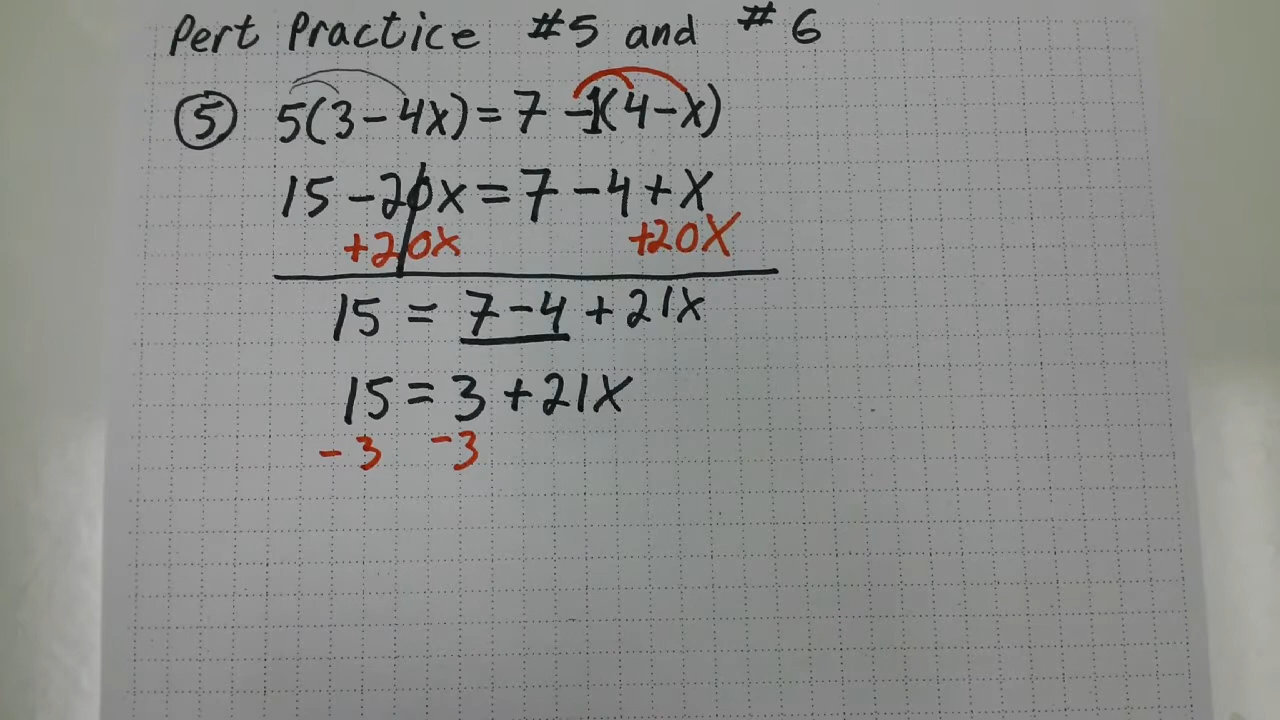 Pert Practice #5 and #6
5 5(3-4x)=7-1(4-x)
15-20x=7-4+x
+20x +20x
15=7-4+21x
15=3+21x
-3 -3